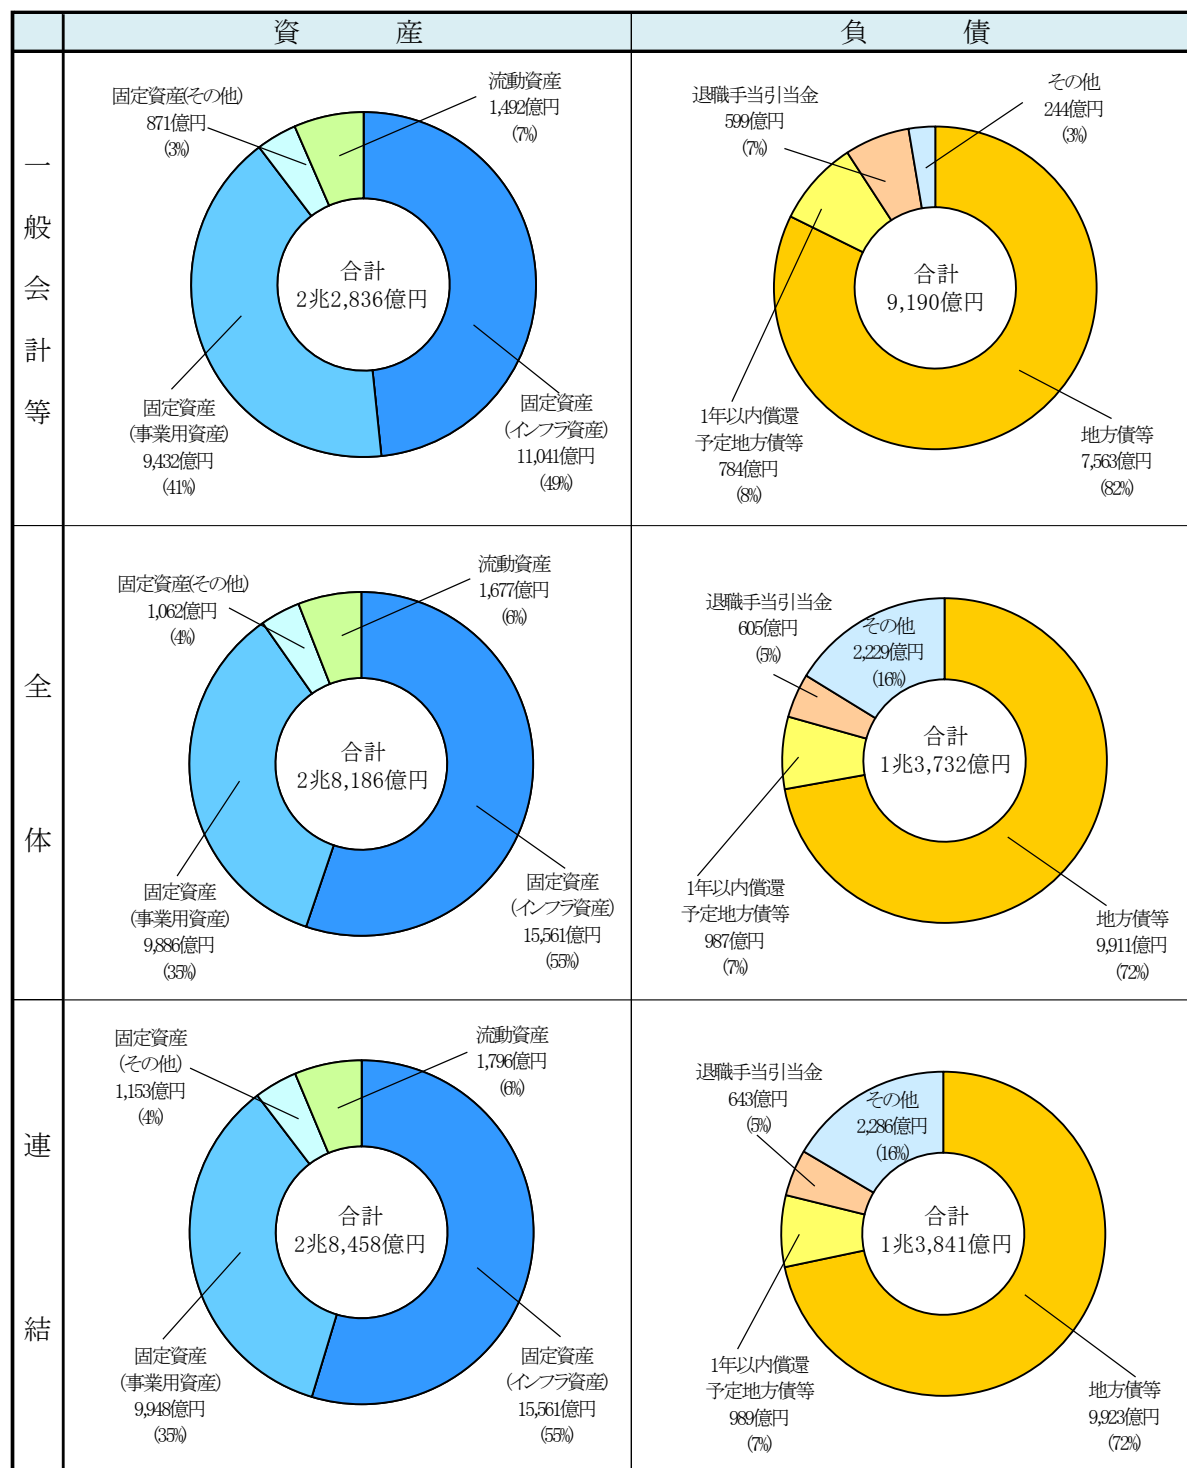 資産
負債
一般会計等
固定資産(その他)
871億円
(3%)
流動資産
1,492億円
(7%)
合計
2兆2,836億円
固定資産
(事業用資産)
9,432億円
(41%)
固定資産
(インフラ資産)
11,041億円
(49%)
退職手当引当金
599億円
(7%)
その他
244億円
(3%)
合計
9,190億円
1年以内償還
予定地方債等
784億円
(8%)
地方債等
7,563億円
(82%)
全体
固定資産(その他)
1,062億円
(4%)
流動資産
1,677億円
(6%)
合計
2兆8,186億円
固定資産
(事業用資産)
9,886億円
(35%)
固定資産
(インフラ資産)
15,561億円
(55%)
退職手当引当金
605億円
(5%)
その他
2,229億円
(16%)
合計
1兆3,732億円
1年以内償還
予定地方債等
987億円
(7%)
地方債等
9,911億円
(72%)
連結
固定資産
(その他)
1,153億円
(4%)
流動資産
1,796億円
(6%)
合計
2兆8,458億円
固定資産
(事業用資産)
9,948億円
(35%)
固定資産
(インフラ資産)
15,561億円
(55%)
退職手当引当金
643億円
(5%)
その他
2,286億円
(16%)
合計
1兆3,841億円
1年以内償還
予定地方債等
989億円
(7%)
地方債等
9,923億円
(72%)